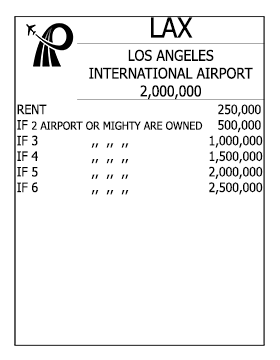 LAX
LOS ANGELES
INTERNATIONAL AIRPORT
2,000,000
RENT 250,000
IF 2 AIRPORT OR MIGHTY ARE OWNED 500,000
IF 3 ,, ,, ,, 1,000,000
IF 4 ,, ,, ,, 1,500,000
IF 5 ,, ,, ,, 2,000,000
IF 6 ,, ,, ,, 2,500,000